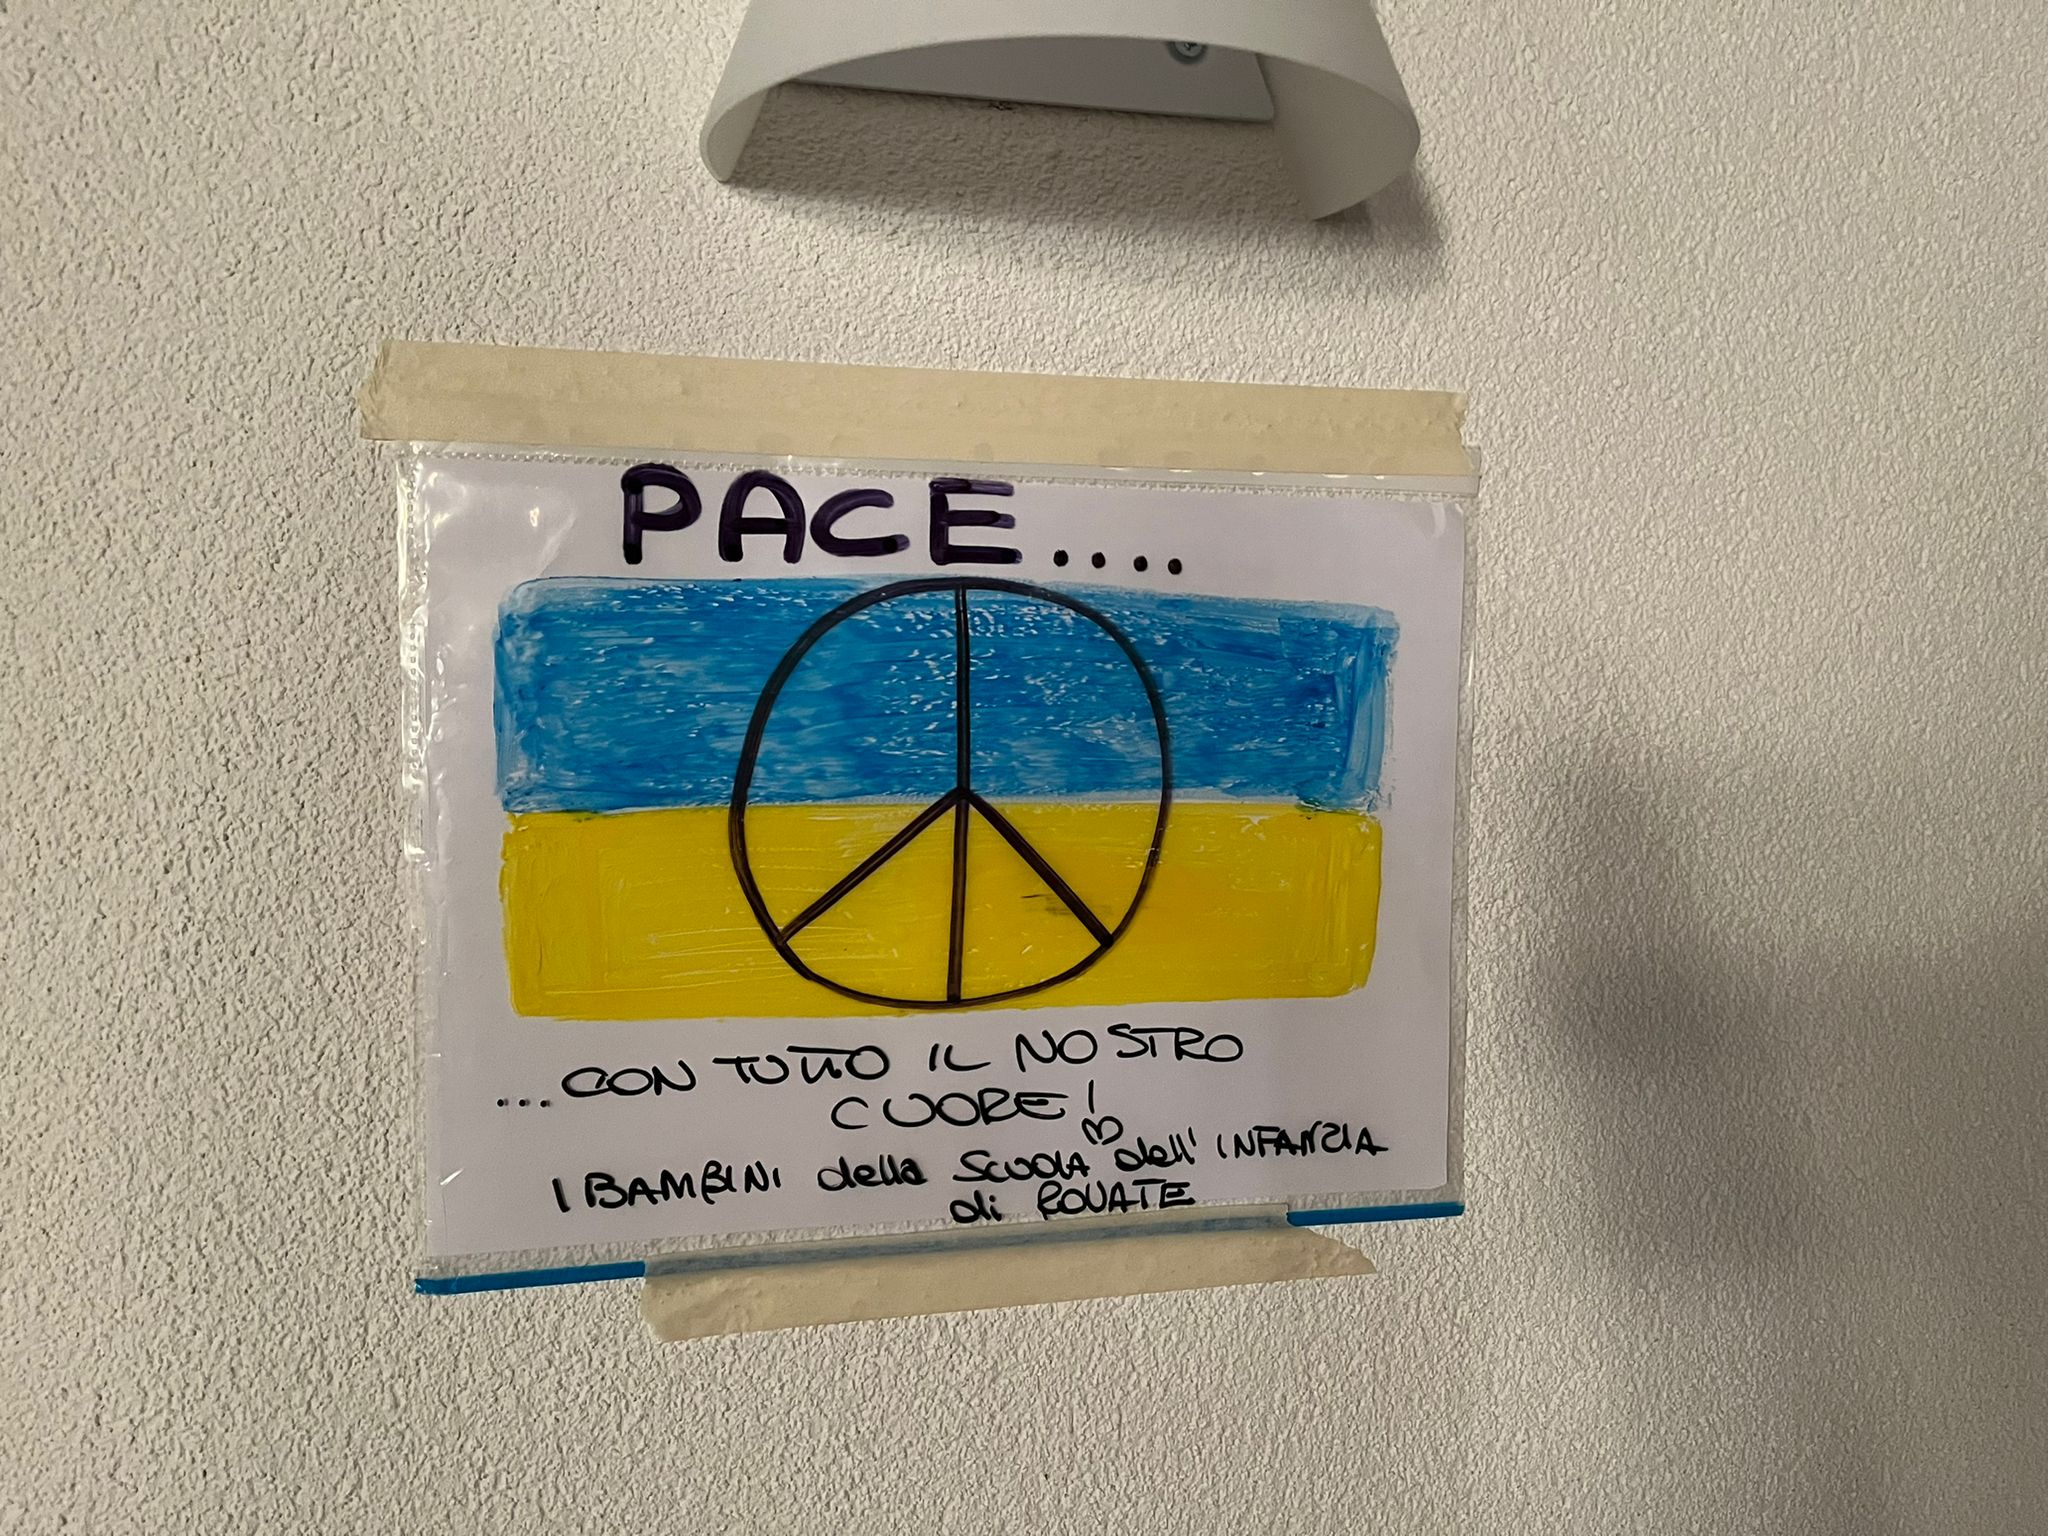 PACE....
...CON TUTTO IL NOSTRO
CUORE!
I BAMBINI della SCUOLA dell'INFANZIA
di ROVATE